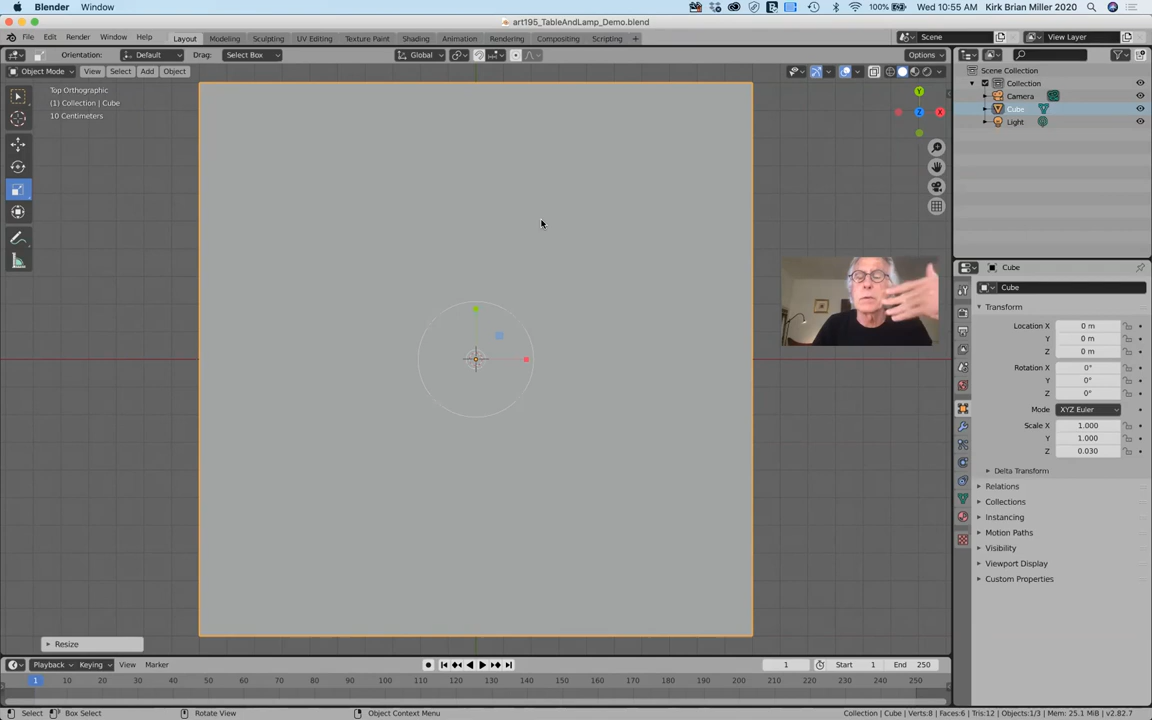 Blender Window 100% Wed 10:55 AM Kirk Brian Miller 2020
art195_TableAndLamp_Demo.blend
File Edit Render Window Help Layout Modeling Sculpting UV Editing Texture Paint Shading Animation Rendering Compositing Scripting Scene View Layer
Orientation: Default Drag: Select Box Global Options
Object Mode View Select Add Object
Scene Collection
Collection
Camera
Cube
Light
Top Orthographic
(1) Collection | Cube
10 Centimeters
Y
Z
X
Cube
Cube
Transform
Location X 0 m
Y 0 m
Z 0 m
Rotation X 0°
Y 0°
Z 0°
Mode XYZ Euler
Scale X 1.000
Y 1.000
Z 0.030
Delta Transform
Relations
Collections
Instancing
Motion Paths
Visibility
Viewport Display
Custom Properties
Resize
Playback Keying View Marker 1 Start 1 End 250
1 10 20 30 40 50 60 70 80 90 100 110 120 130 140 150 160 170 180 190 200 210 220 230 240 250
Select Box Select Rotate View Object Context Menu Collection | Cube | Verts:8 | Faces:6 | Tris:12 | Objects:1/3 | Mem: 25.1 MiB | v2.82.7